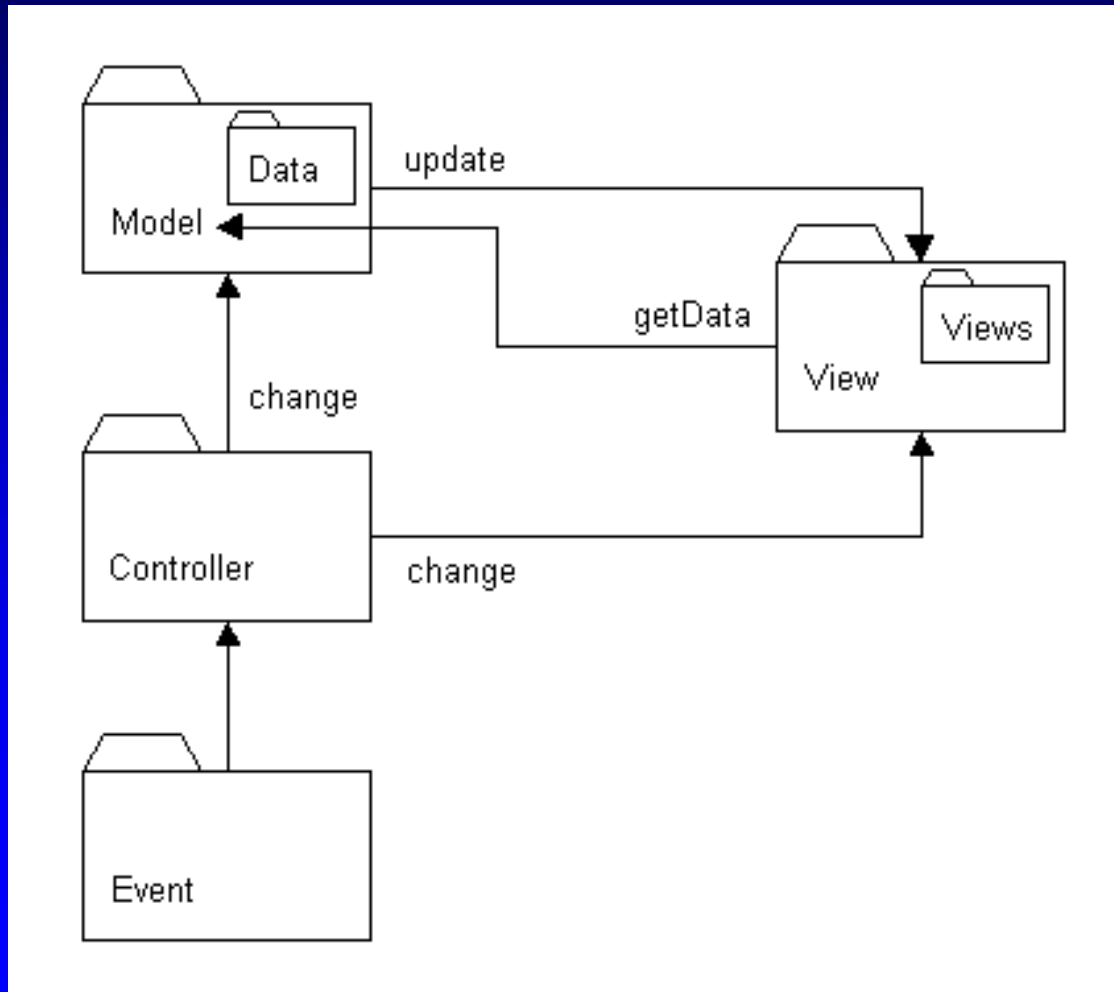 Data
update
Model
getData
Views
View
change
Controller
change
Event